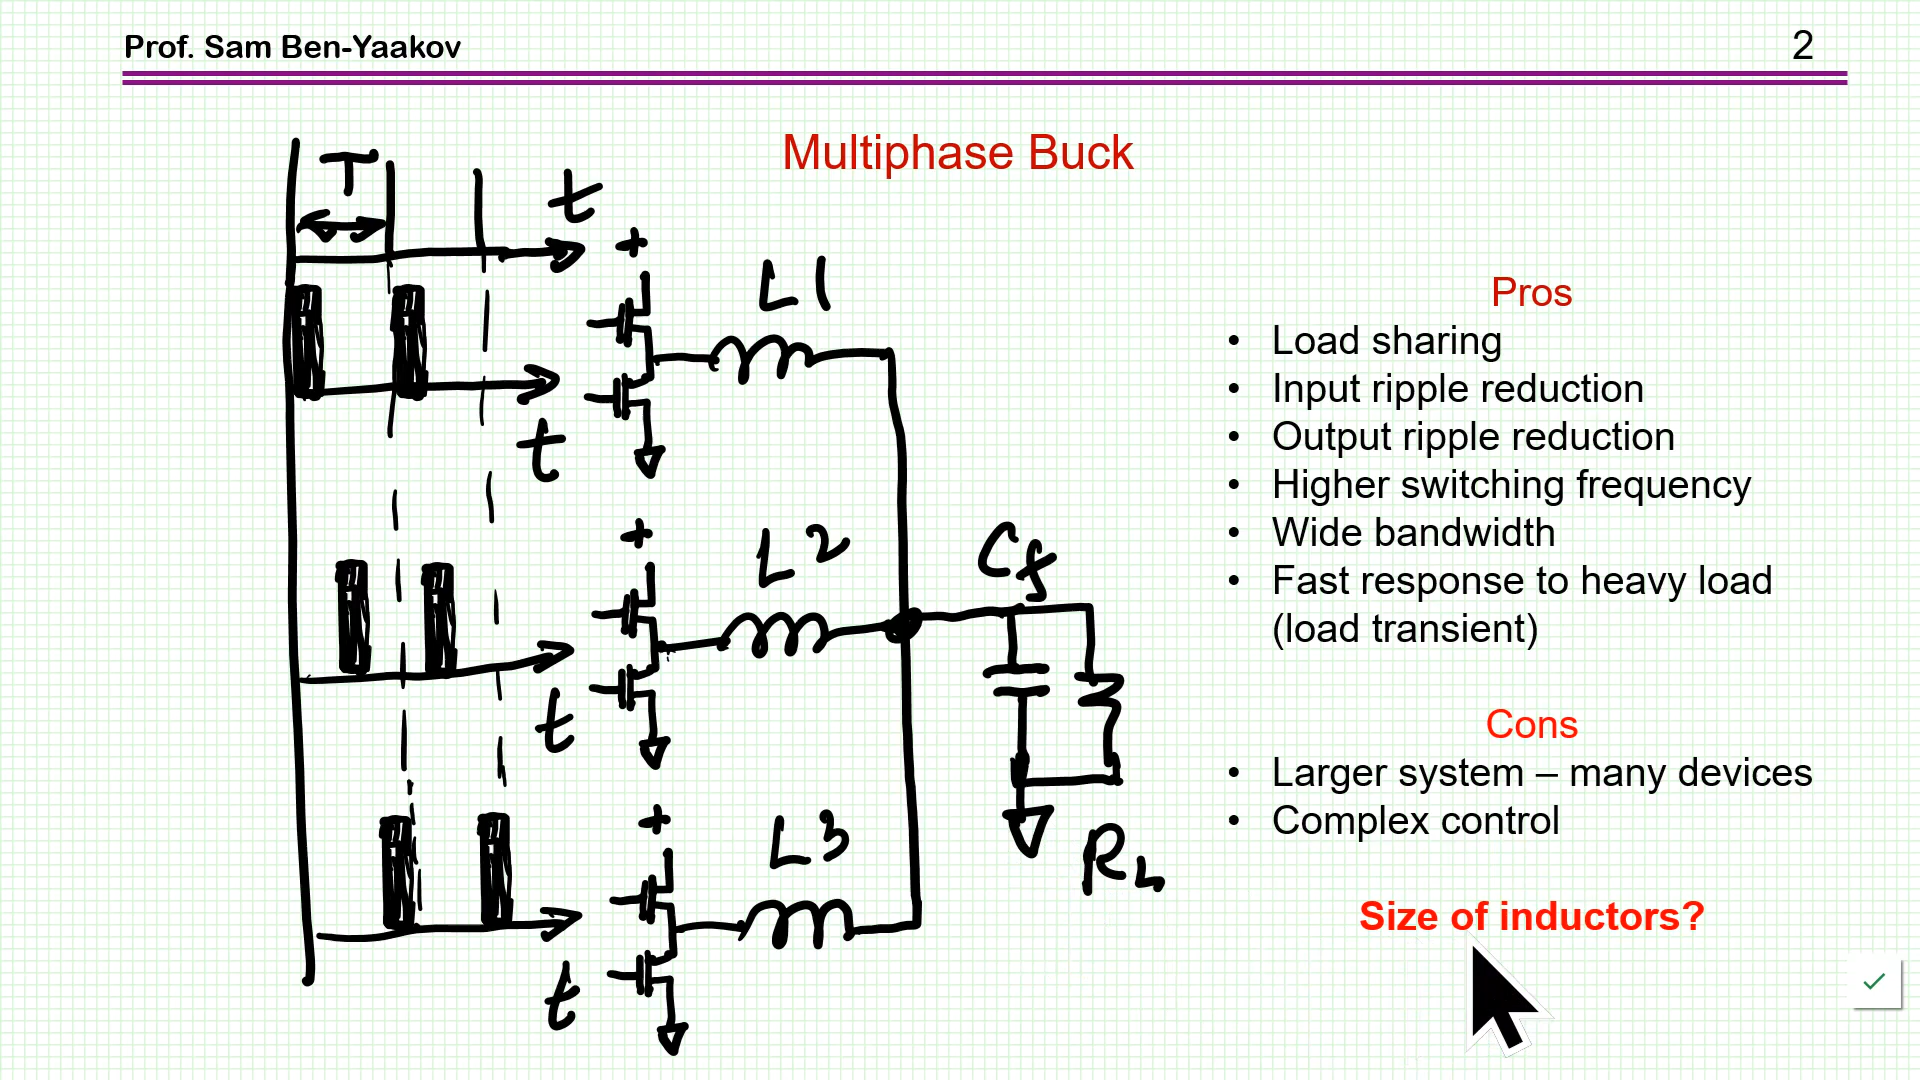 Prof. Sam Ben-Yaakov
2
Multiphase Buck
T
t
+
L1
t
+
L2
Cf
t
+
L3
RL
t
Pros
• Load sharing
• Input ripple reduction
• Output ripple reduction
• Higher switching frequency
• Wide bandwidth
• Fast response to heavy load
(load transient)
Cons
• Larger system – many devices
• Complex control
Size of inductors?